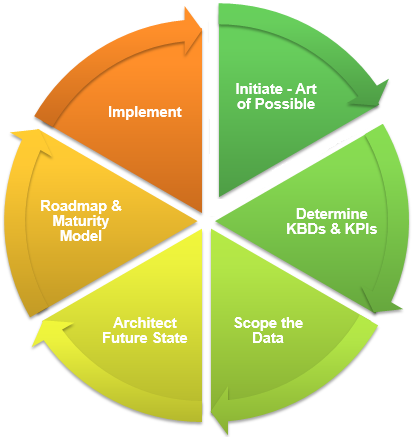 Initiate - Art
of Possible
Determine
KBDs & KPIs
Scope the
Data
Architect
Future State
Roadmap &
Maturity
Model
Implement